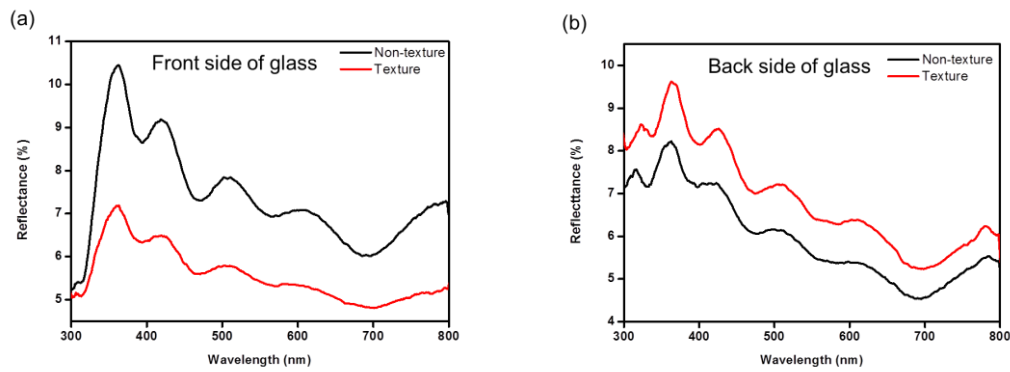 (a)
Front side of glass
Non-texture
Texture
11
10
9
8
7
6
5
300 400 500 600 700 800
Wavelength (nm)
Reflectance (%)
(b)
Back side of glass
Non-texture
Texture
10
9
8
7
6
5
4
300 400 500 600 700 800
Wavelength (nm)
Reflecttance (%)